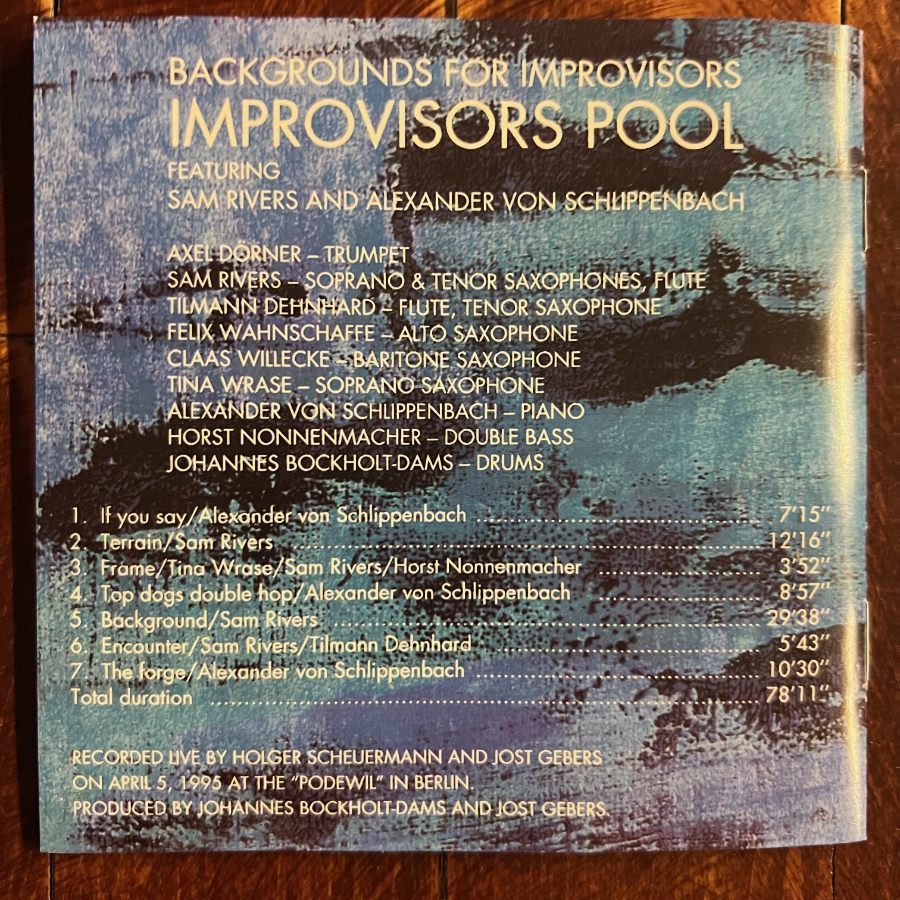 BACKGROUNDS FOR IMPROVISORS
IMPROVISORS POOL
FEATURING
SAM RIVERS AND ALEXANDER VON SCHLIPPENBACH
AXEL DÖRNER – TRUMPET
SAM RIVERS – SOPRANO & TENOR SAXOPHONES, FLUTE
TILMANN DEHNHARD – FLUTE, TENOR SAXOPHONE
FELIX WAHNSCHAFFE – ALTO SAXOPHONE
CLAAS WILLECKE – BARITONE SAXOPHONE
TINA WRASE – SOPRANO SAXOPHONE
ALEXANDER VON SCHLIPPENBACH – PIANO
HORST NONNENMACHER – DOUBLE BASS
JOHANNES BOCKHOLT-DAMS – DRUMS
1. If you say/Alexander von Schlippenbach ........ 7'15''
2. Terrain/Sam Rivers ........ 12'16''
3. Frame/Tina Wrase/Sam Rivers/Horst Nonnenmacher ........ 3'52''
4. Top dogs double hop/Alexander von Schlippenbach ........ 8'57''
5. Background/Sam Rivers ........ 29'38''
6. Encounter/Sam Rivers/Tilmann Dehnhard ........ 5'43''
7. The forge/Alexander von Schlippenbach ........ 10'30''
Total duration ........ 78'11''
RECORDED LIVE BY HOLGER SCHEUERMANN AND JOST GEBERS
ON APRIL 5, 1995 AT THE "PODEWIL" IN BERLIN.
PRODUCED BY JOHANNES BOCKHOLT-DAMS AND JOST GEBERS.